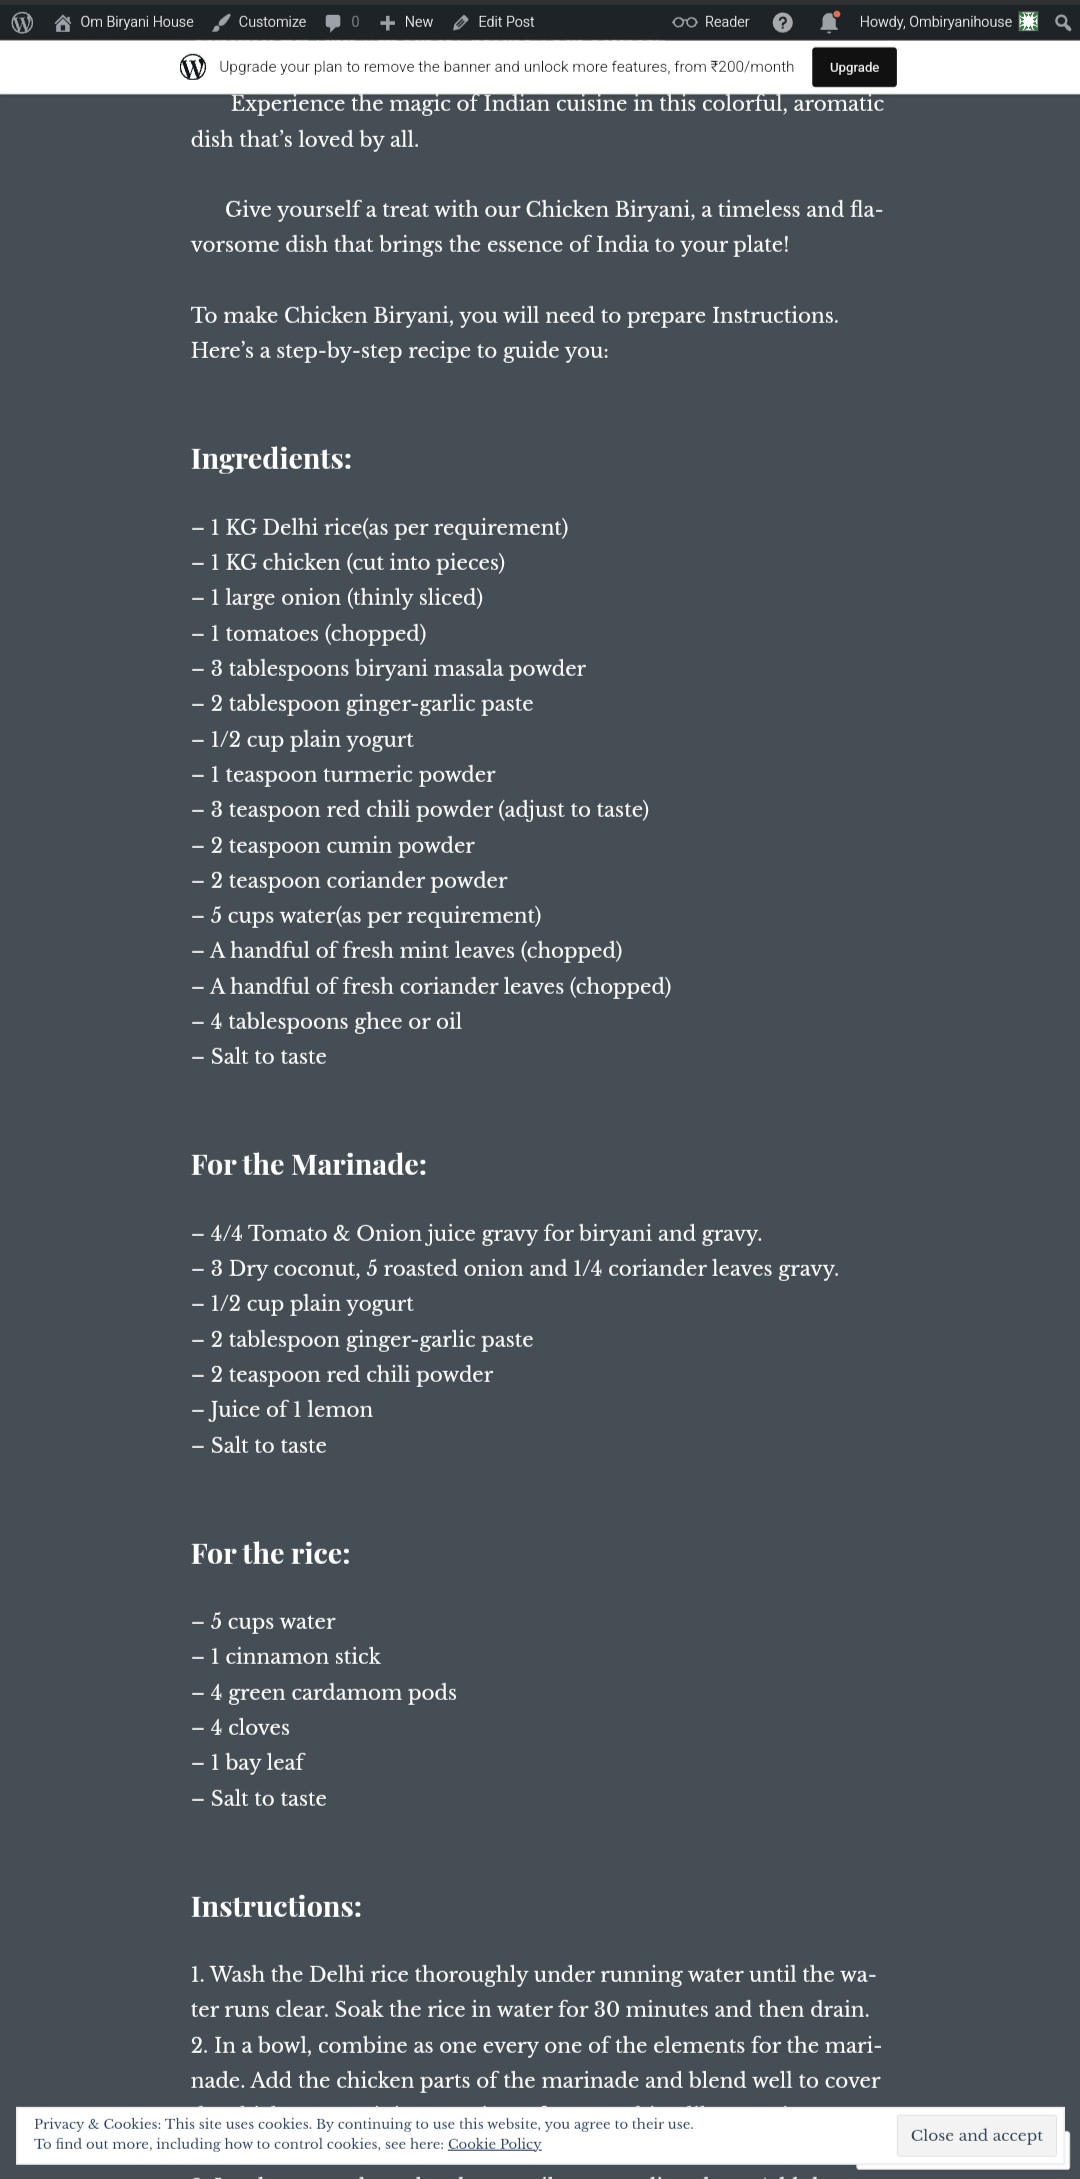 Om Biryani House Customize 0 New Edit Post Reader Howdy, Ombiryanihouse
Upgrade your plan to remove the banner and unlock more features, from ₹200/month Upgrade
Experience the magic of Indian cuisine in this colorful, aromatic
dish that’s loved by all.
Give yourself a treat with our Chicken Biryani, a timeless and fla-
vorsome dish that brings the essence of India to your plate!
To make Chicken Biryani, you will need to prepare Instructions.
Here’s a step-by-step recipe to guide you:
Ingredients:
– 1 KG Delhi rice(as per requirement)
– 1 KG chicken (cut into pieces)
– 1 large onion (thinly sliced)
– 1 tomatoes (chopped)
– 3 tablespoons biryani masala powder
– 2 tablespoon ginger-garlic paste
– 1/2 cup plain yogurt
– 1 teaspoon turmeric powder
– 3 teaspoon red chili powder (adjust to taste)
– 2 teaspoon cumin powder
– 2 teaspoon coriander powder
– 5 cups water(as per requirement)
– A handful of fresh mint leaves (chopped)
– A handful of fresh coriander leaves (chopped)
– 4 tablespoons ghee or oil
– Salt to taste
For the Marinade:
– 4/4 Tomato & Onion juice gravy for biryani and gravy.
– 3 Dry coconut, 5 roasted onion and 1/4 coriander leaves gravy.
– 1/2 cup plain yogurt
– 2 tablespoon ginger-garlic paste
– 2 teaspoon red chili powder
– Juice of 1 lemon
– Salt to taste
For the rice:
– 5 cups water
– 1 cinnamon stick
– 4 green cardamom pods
– 4 cloves
– 1 bay leaf
– Salt to taste
Instructions:
1. Wash the Delhi rice thoroughly under running water until the wa-
ter runs clear. Soak the rice in water for 30 minutes and then drain.
2. In a bowl, combine as one every one of the elements for the mari-
nade. Add the chicken parts of the marinade and blend well to cover
Privacy & Cookies: This site uses cookies. By continuing to use this website, you agree to their use.
To find out more, including how to control cookies, see here: Cookie Policy
Close and accept